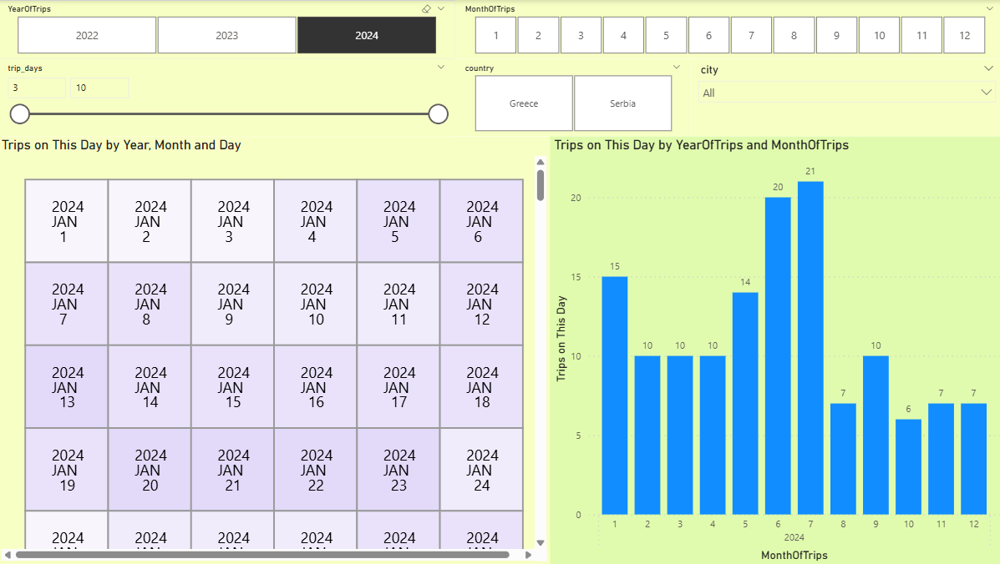 YearOfTrips
2022 2023 2024
MonthOfTrips
1 2 3 4 5 6 7 8 9 10 11 12
trip_days
3 10
country
Greece Serbia
city
All
Trips on This Day by Year, Month and Day
2024 2024 2024 2024 2024 2024
JAN JAN JAN JAN JAN JAN
1 2 3 4 5 6
2024 2024 2024 2024 2024 2024
JAN JAN JAN JAN JAN JAN
7 8 9 10 11 12
2024 2024 2024 2024 2024 2024
JAN JAN JAN JAN JAN JAN
13 14 15 16 17 18
2024 2024 2024 2024 2024 2024
JAN JAN JAN JAN JAN JAN
19 20 21 22 23 24
2024 2024 2024 2024 2024 2024
Trips on This Day by YearOfTrips and MonthOfTrips
Trips on This Day
20
15
10
5
0
15 10 10 10 14 20 21 7 10 6 7 7
1 2 3 4 5 6 7 8 9 10 11 12
2024
MonthOfTrips